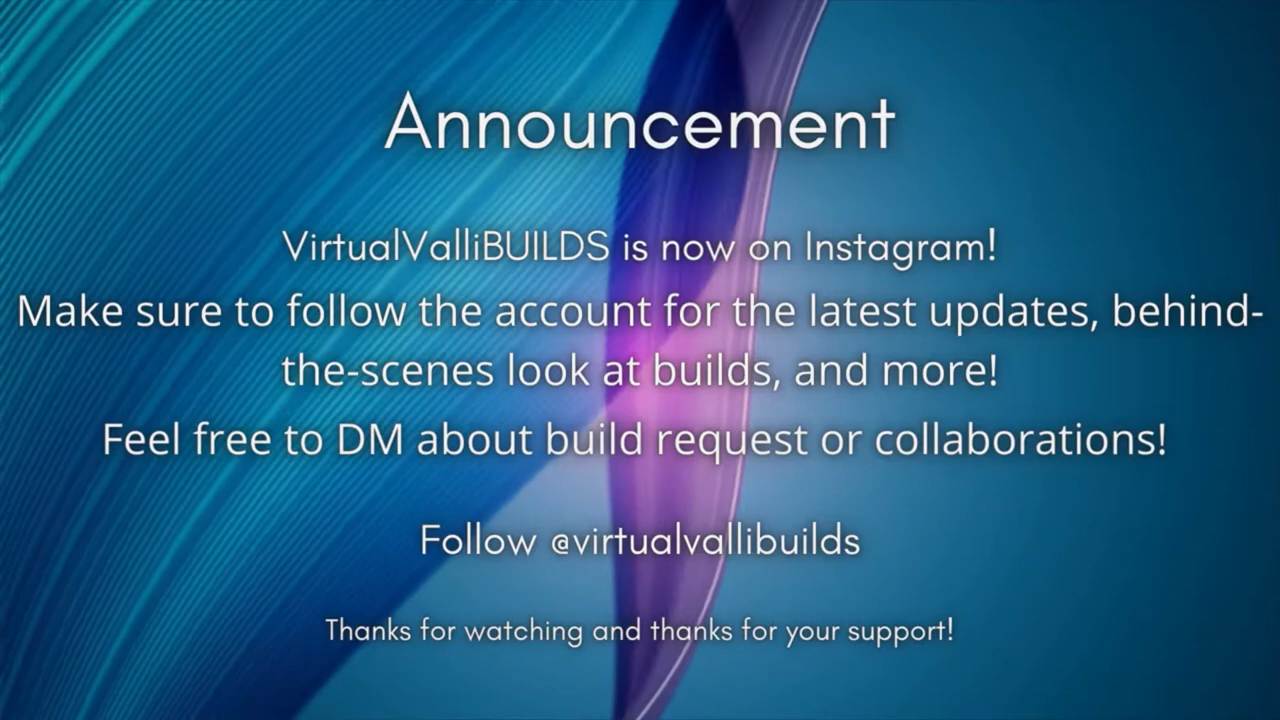 Announcement
VirtualValliBUILDS is now on Instagram!
Make sure to follow the account for the latest updates, behind-
the-scenes look at builds, and more!
Feel free to DM about build request or collaborations!
Follow @virtualvallibuilds
Thanks for watching and thanks for your support!